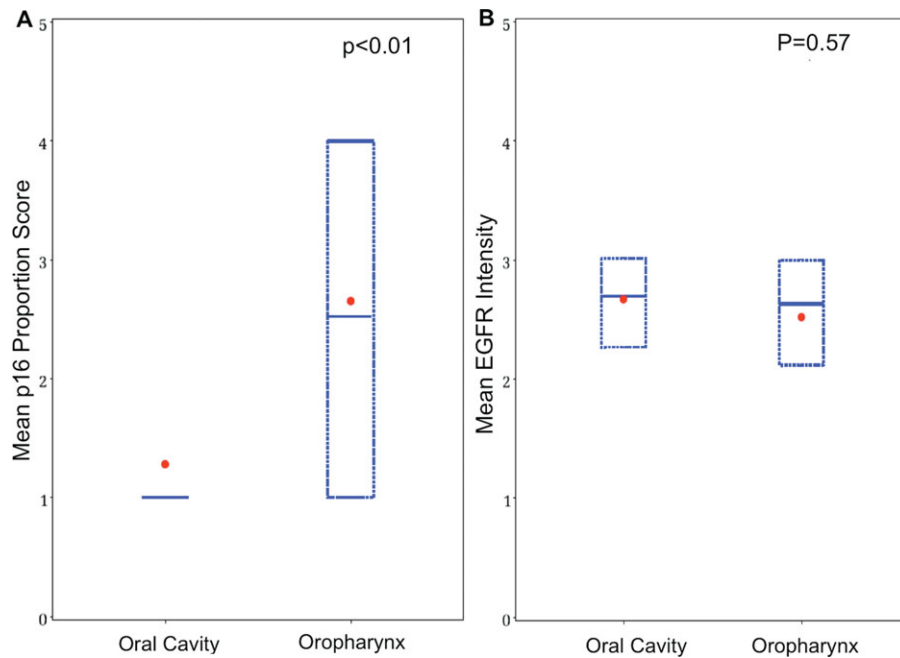 A
p<0.01
Mean p16 Proportion Score
5
4
3
2
1
0
Oral Cavity
Oropharynx
B
P=0.57
Mean EGFR Intensity
5
4
3
2
1
0
Oral Cavity
Oropharynx